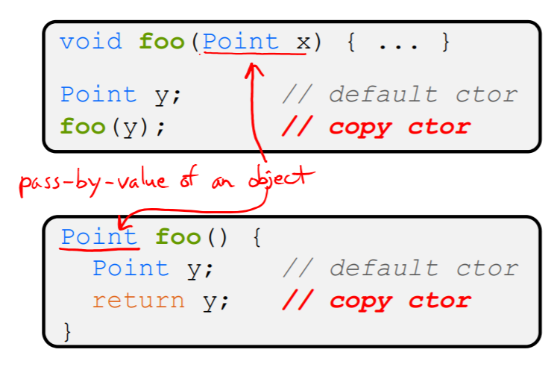 void foo(Point x) { ... }
Point y; // default ctor
foo(y); // copy ctor
pass-by-value of an object
Point foo() {
Point y; // default ctor
return y; // copy ctor
}